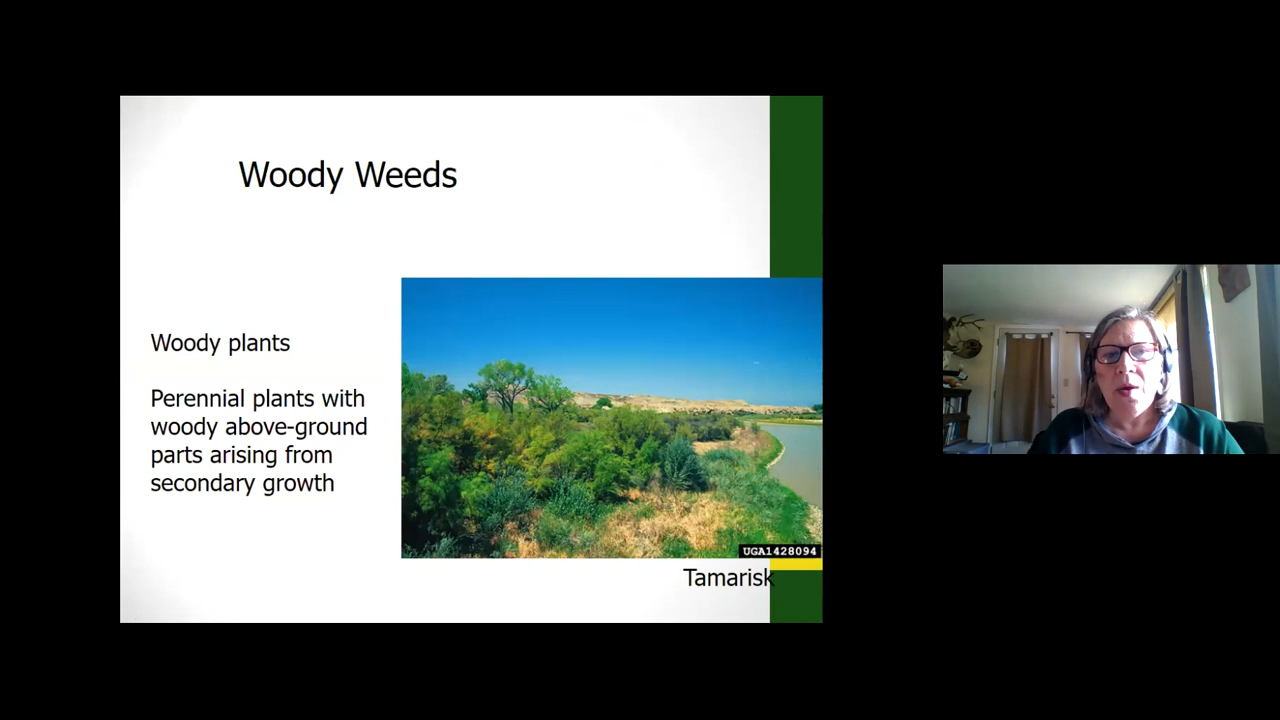 Woody Weeds
Woody plants
Perennial plants with
woody above-ground
parts arising from
secondary growth
UGA1428094
Tamarisk